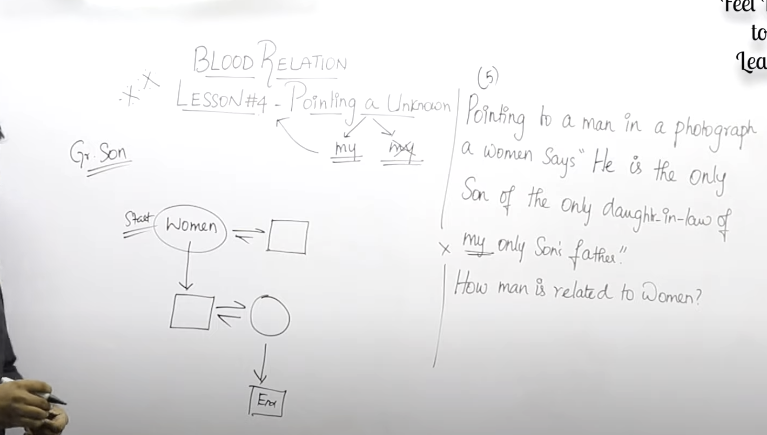 BLOOD RELATION
LESSON#4 - Pointing a Unknown
my my
Gr. Son
Start Women
End
(5)
Pointing to a man in a photograph
a women says "He is the only
Son of the only daught-in-law of
my only Son's father."
How man is related to Women?
Feel
to
Lea